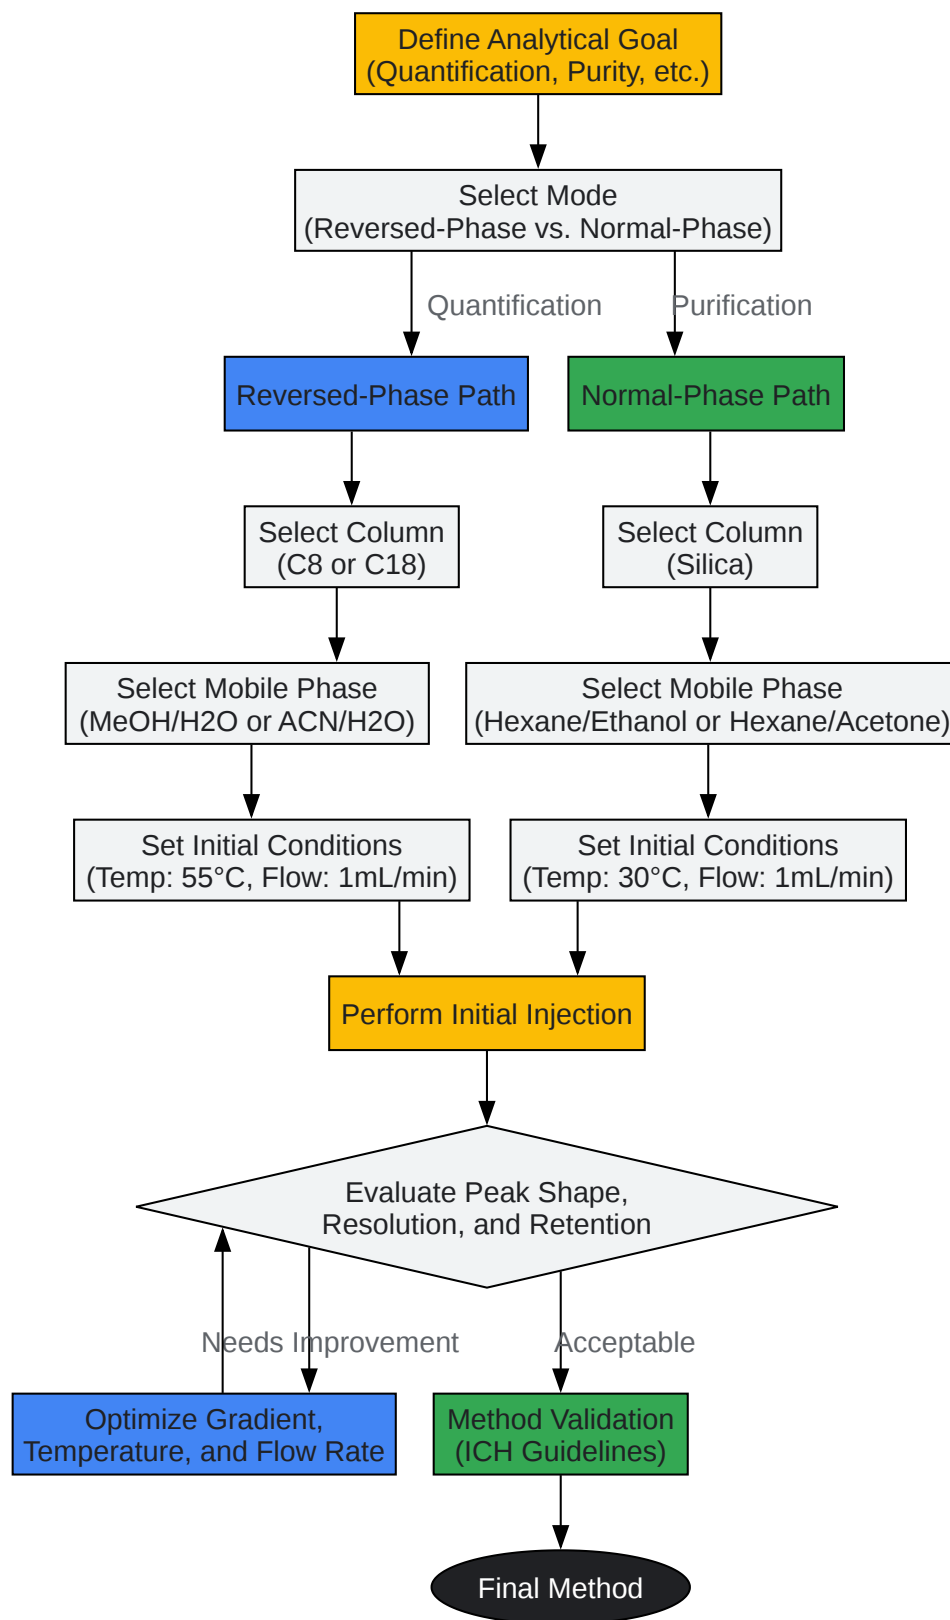 Define Analytical Goal
(Quantification, Purity, etc.)
Select Mode
(Reversed-Phase vs. Normal-Phase)
Quantification
Purification
Reversed-Phase Path
Normal-Phase Path
Select Column
(C8 or C18)
Select Column
(Silica)
Select Mobile Phase
(MeOH/H2O or ACN/H2O)
Select Mobile Phase
(Hexane/Ethanol or Hexane/Acetone)
Set Initial Conditions
(Temp: 55°C, Flow: 1mL/min)
Set Initial Conditions
(Temp: 30°C, Flow: 1mL/min)
Perform Initial Injection
Evaluate Peak Shape,
Resolution, and Retention
Needs Improvement
Acceptable
Optimize Gradient,
Temperature, and Flow Rate
Method Validation
(ICH Guidelines)
Final Method